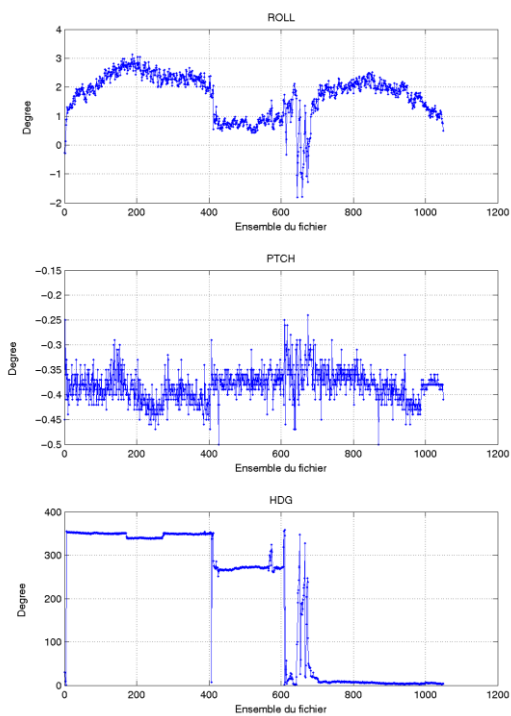 ROLL
4
3
2
1
0
−1
−2
Degree
0 200 400 600 800 1000 1200
Ensemble du fichier
PTCH
−0.15
−0.2
−0.25
−0.3
−0.35
−0.4
−0.45
−0.5
Degree
0 200 400 600 800 1000 1200
Ensemble du fichier
HDG
400
300
200
100
0
Degree
0 200 400 600 800 1000 1200
Ensemble du fichier